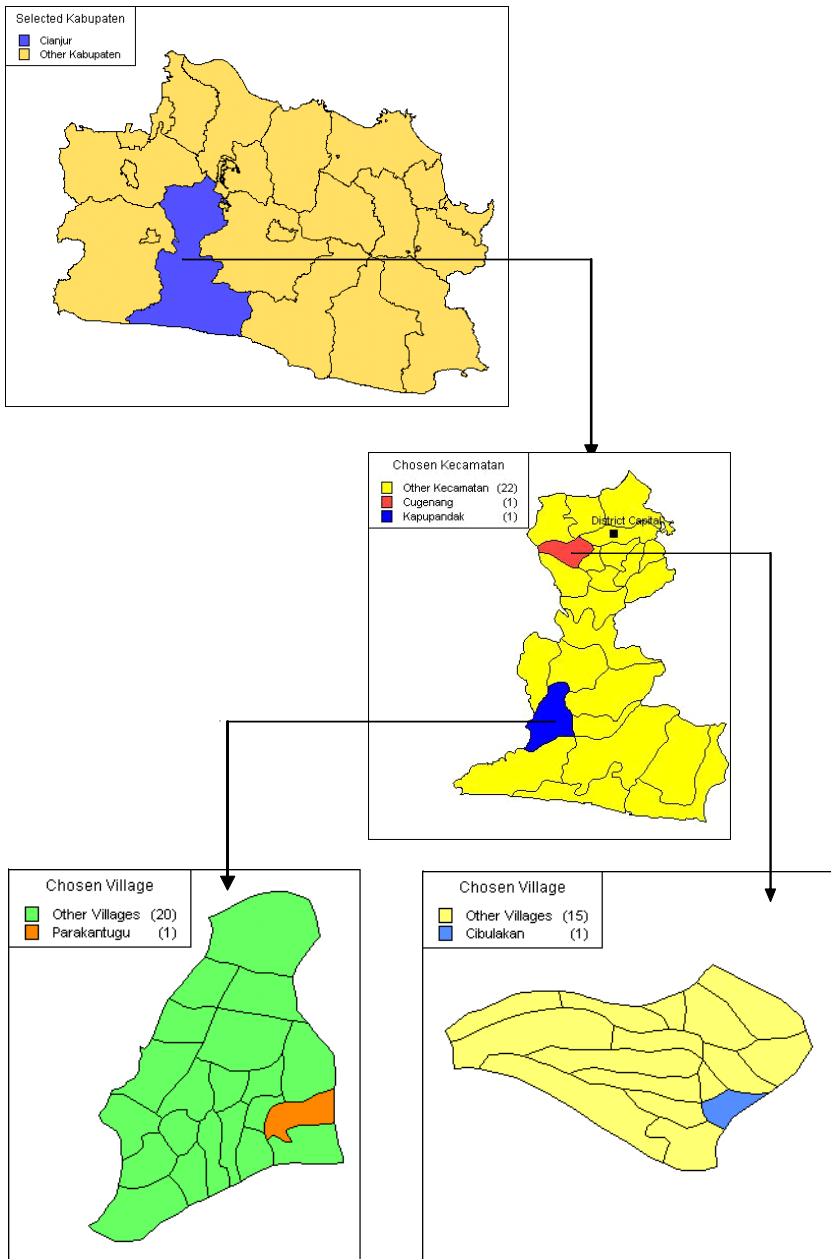 Selected Kabupaten
Cianjur
Other Kabupaten
Chosen Kecamatan
Other Kecamatan (22)
Cugenang (1)
Kapupandak (1)
District Capital
Chosen Village
Other Villages (20)
Parakantugu (1)
Chosen Village
Other Villages (15)
Cibulakan (1)